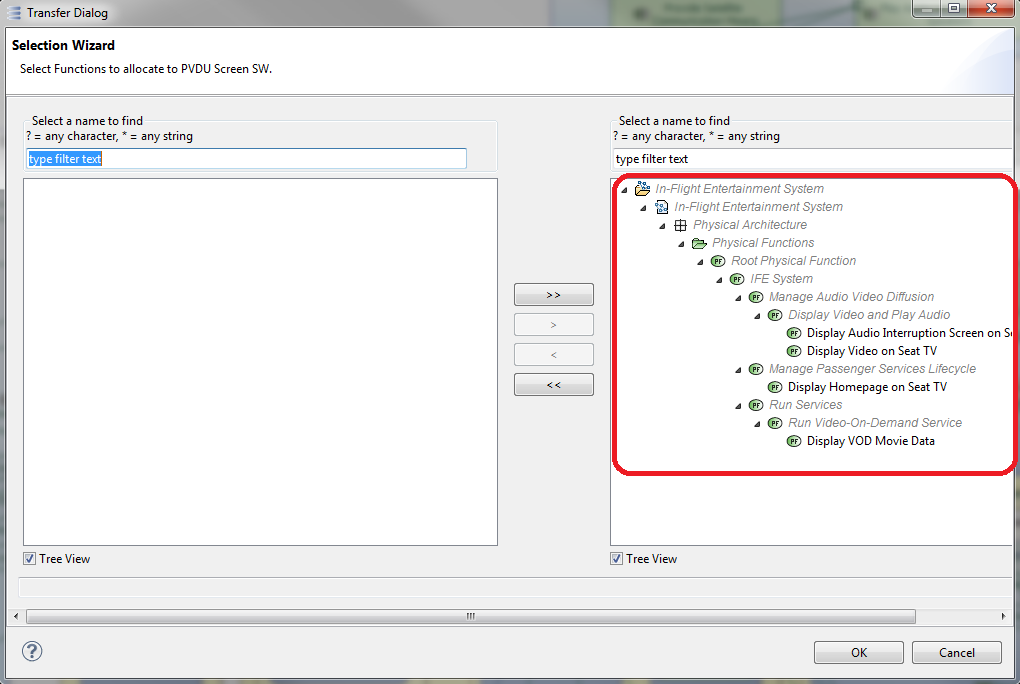 Transfer Dialog
Selection Wizard
Select Functions to allocate to PVDU Screen SW.
Select a name to find
? = any character, * = any string
type filter text
Tree View
>>
>
<
<<
Select a name to find
? = any character, * = any string
type filter text
In-Flight Entertainment System
In-Flight Entertainment System
Physical Architecture
Physical Functions
PF Root Physical Function
PF IFE System
PF Manage Audio Video Diffusion
PF Display Video and Play Audio
PF Display Audio Interruption Screen on
PF Display Video on Seat TV
PF Manage Passenger Services Lifecycle
PF Display Homepage on Seat TV
PF Run Services
PF Run Video-On-Demand Service
PF Display VOD Movie Data
Tree View
?
OK
Cancel